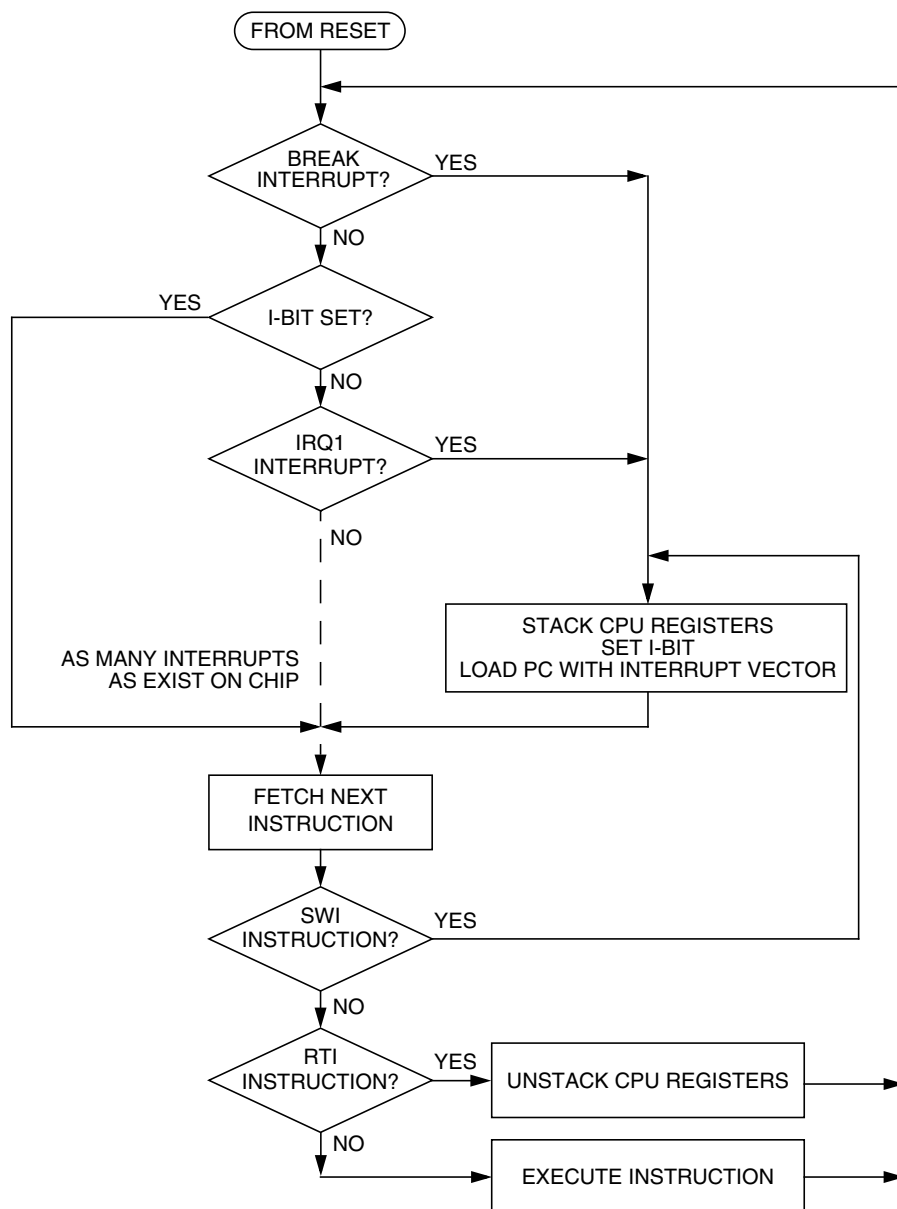 FROM RESET
BREAK
INTERRUPT?
YES
NO
YES
I-BIT SET?
NO
IRQ1
INTERRUPT?
YES
NO
STACK CPU REGISTERS
SET I-BIT
LOAD PC WITH INTERRUPT VECTOR
AS MANY INTERRUPTS
AS EXIST ON CHIP
FETCH NEXT
INSTRUCTION
SWI
INSTRUCTION?
YES
NO
RTI
INSTRUCTION?
YES
UNSTACK CPU REGISTERS
NO
EXECUTE INSTRUCTION